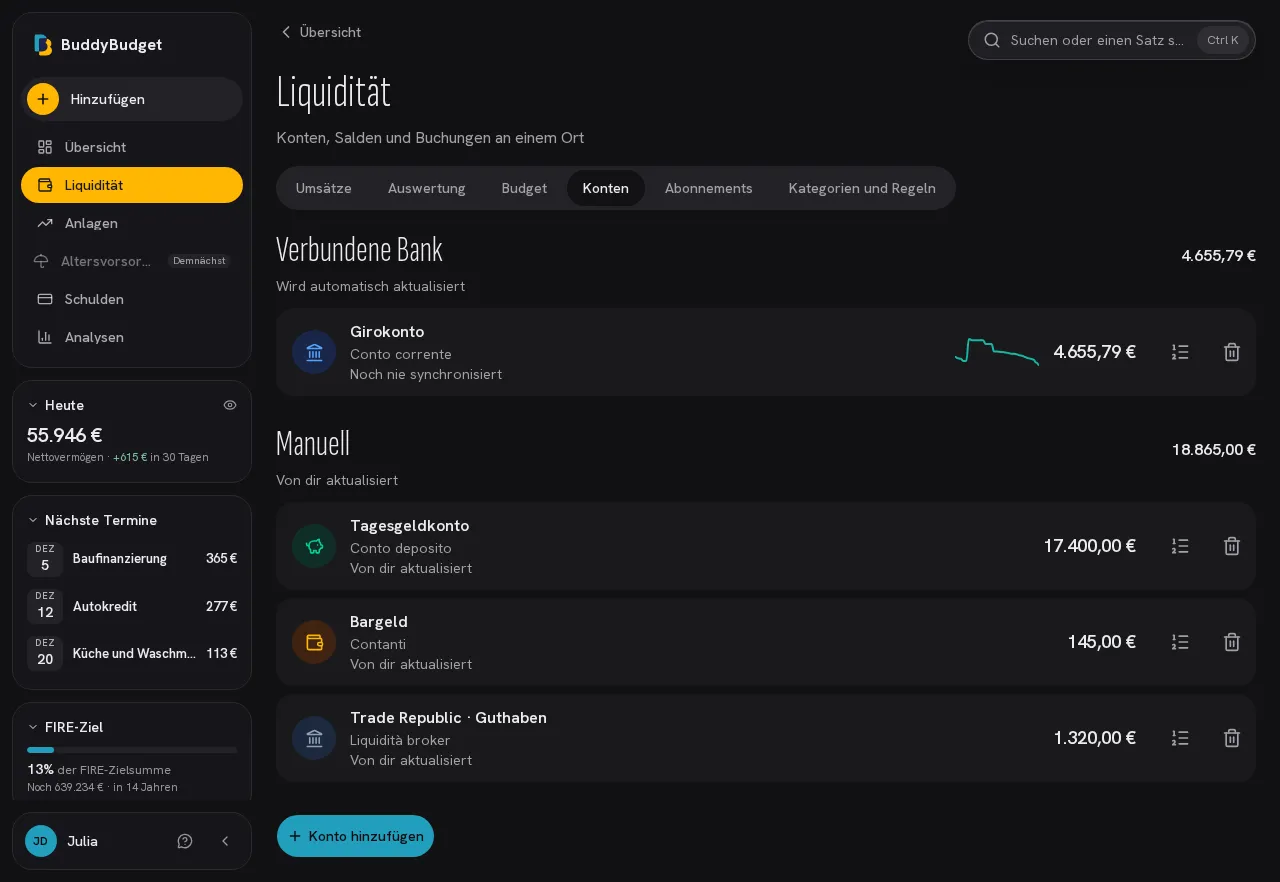 BuddyBudget
Hinzufügen
Übersicht
Liquidität
Anlagen
Altersvorsor... Demnächst
Schulden
Analysen
Heute
55.946 €
Nettovermögen · +615 € in 30 Tagen
Nächste Termine
DEZ
5
Baufinanzierung 365 €
DEZ
12
Autokredit 277 €
DEZ
20
Küche und Waschm... 113 €
FIRE-Ziel
13% der FIRE-Zielsumme
Noch 639.234 € · in 14 Jahren
JD Julia
Übersicht
Suchen oder einen Satz s... Ctrl K
Liquidität
Konten, Salden und Buchungen an einem Ort
Umsätze Auswertung Budget Konten Abonnements Kategorien und Regeln
Verbundene Bank 4.655,79 €
Wird automatisch aktualisiert
Girokonto
Conto corrente
Noch nie synchronisiert
4.655,79 €
Manuell 18.865,00 €
Von dir aktualisiert
Tagesgeldkonto
Conto deposito
Von dir aktualisiert
17.400,00 €
Bargeld
Contanti
Von dir aktualisiert
145,00 €
Trade Republic · Guthaben
Liquidità broker
Von dir aktualisiert
1.320,00 €
Konto hinzufügen